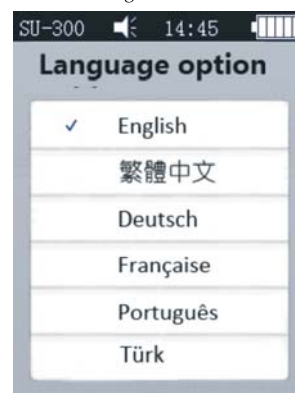 SU-300 14:45
Language option
English
繁體中文
Deutsch
Française
Português
Türk